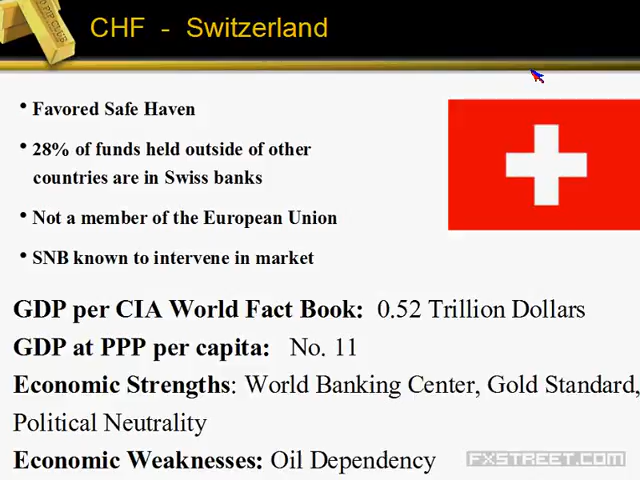 CHF - Switzerland
• Favored Safe Haven
• 28% of funds held outside of other
countries are in Swiss banks
• Not a member of the European Union
• SNB known to intervene in market
GDP per CIA World Fact Book: 0.52 Trillion Dollars
GDP at PPP per capita: No. 11
Economic Strengths: World Banking Center, Gold Standard,
Political Neutrality
Economic Weaknesses: Oil Dependency
FXSTREET.COM